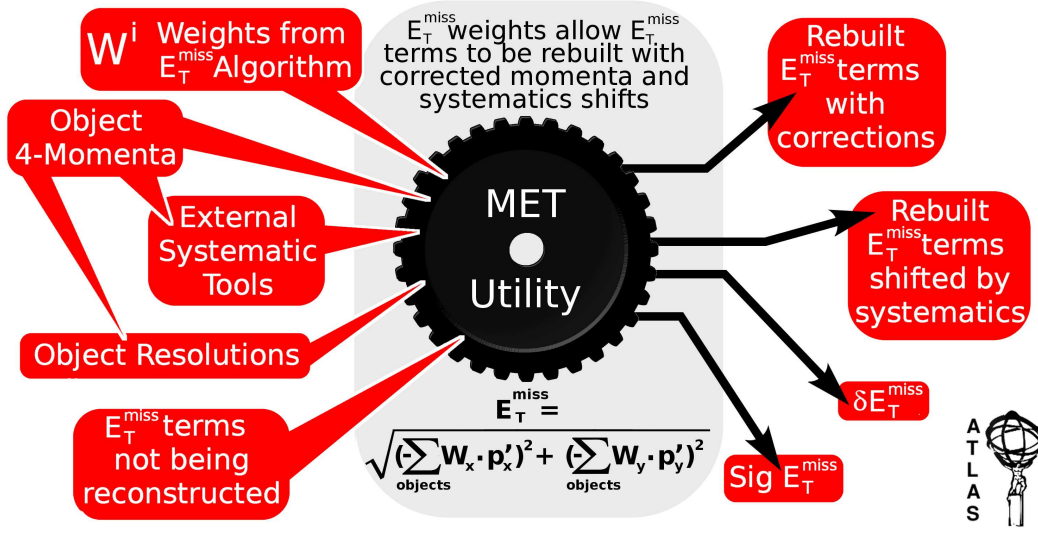 W^i Weights from
E_T^miss Algorithm
Object
4-Momenta
External
Systematic
Tools
Object Resolutions
E_T^miss terms
not being
reconstructed
E_T^miss weights allow E_T^miss
terms to be rebuilt with
corrected momenta and
systematics shifts
MET
Utility
E_T^miss =
√(-∑ W_x · p'_x)² + (-∑ W_y · p'_y)²
objects objects
Rebuilt
E_T^miss terms
with
corrections
Rebuilt
E_T^miss terms
shifted by
systematics
δE_T^miss
Sig E_T^miss
ATLAS